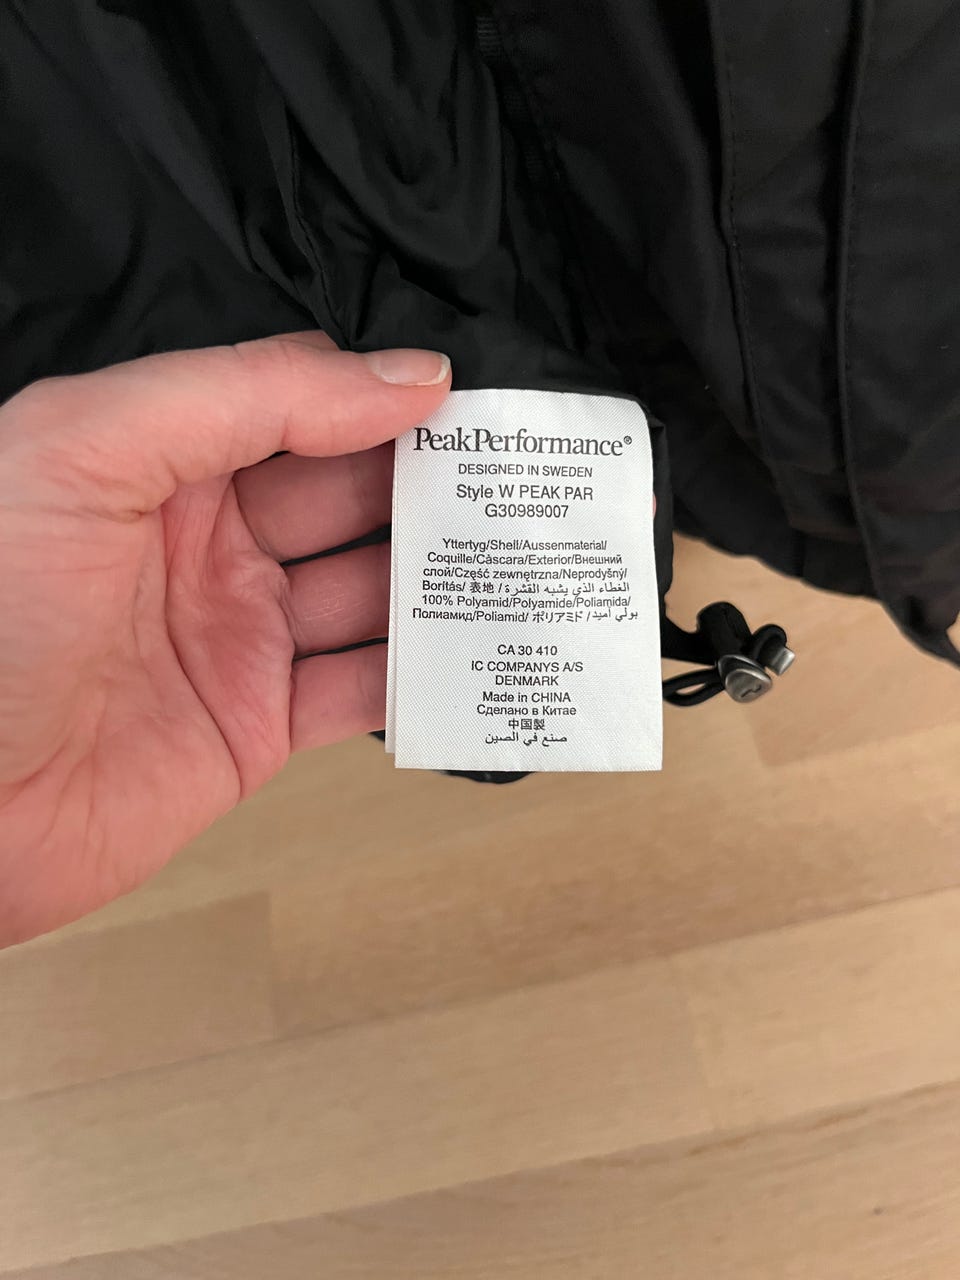 PeakPerformance®
DESIGNED IN SWEDEN
Style W PEAK PAR
G30989007
Yttertyg/Shell/Aussenmaterial/
Coquille/Càscara/Exterior/Внешний
слой/Część zewnętrzna/Neprodyšný/
Borítás/ 表地 / الغطاء الذي يشبه القشرة/
100% Polyamid/Polyamide/Poliamida/
Полиамид/Poliamid/ ポリアミド / بولي أميد/
CA 30 410
IC COMPANYS A/S
DENMARK
Made in CHINA
Сделано в Китае
中国製
صنع في الصين